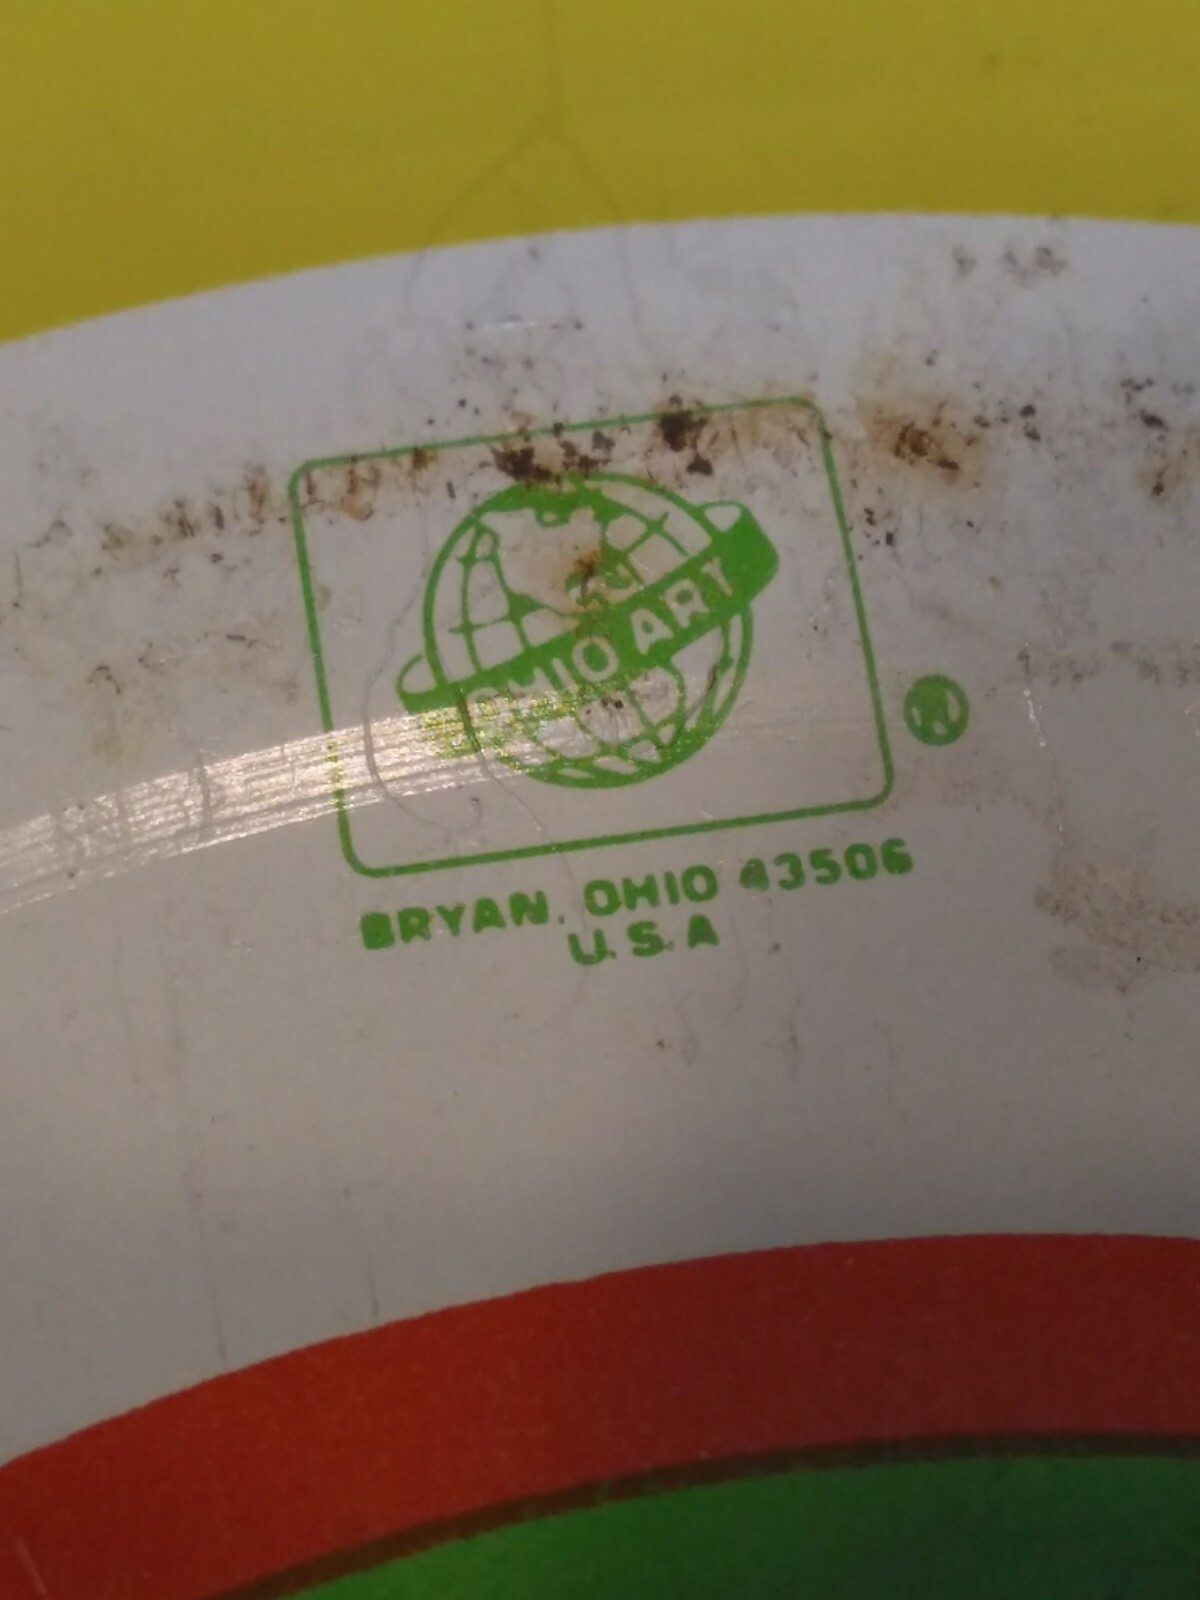 OHIO ART
®
BRYAN, OHIO 43506
U.S.A